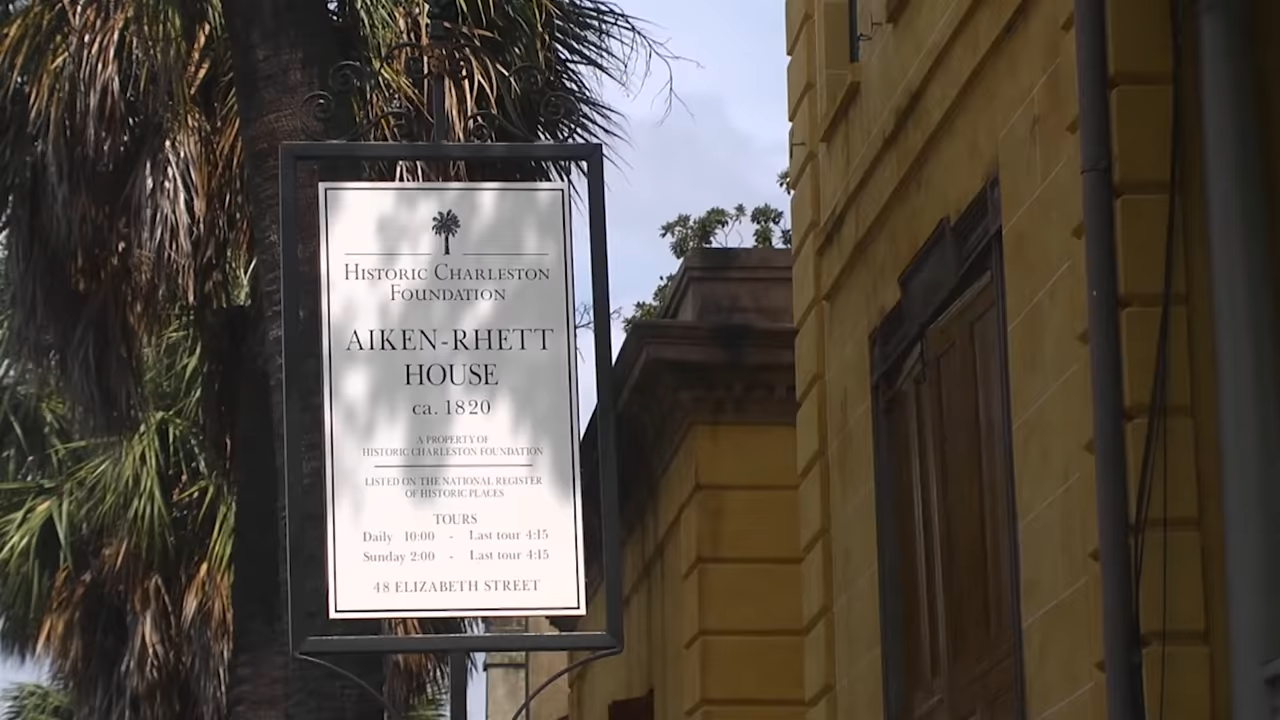 Historic Charleston
Foundation
AIKEN-RHETT
HOUSE
ca. 1820
A PROPERTY OF
HISTORIC CHARLESTON FOUNDATION
LISTED ON THE NATIONAL REGISTER
OF HISTORIC PLACES
TOURS
Daily 10:00 - Last tour 4:15
Sunday 2:00 - Last tour 4:15
48 ELIZABETH STREET